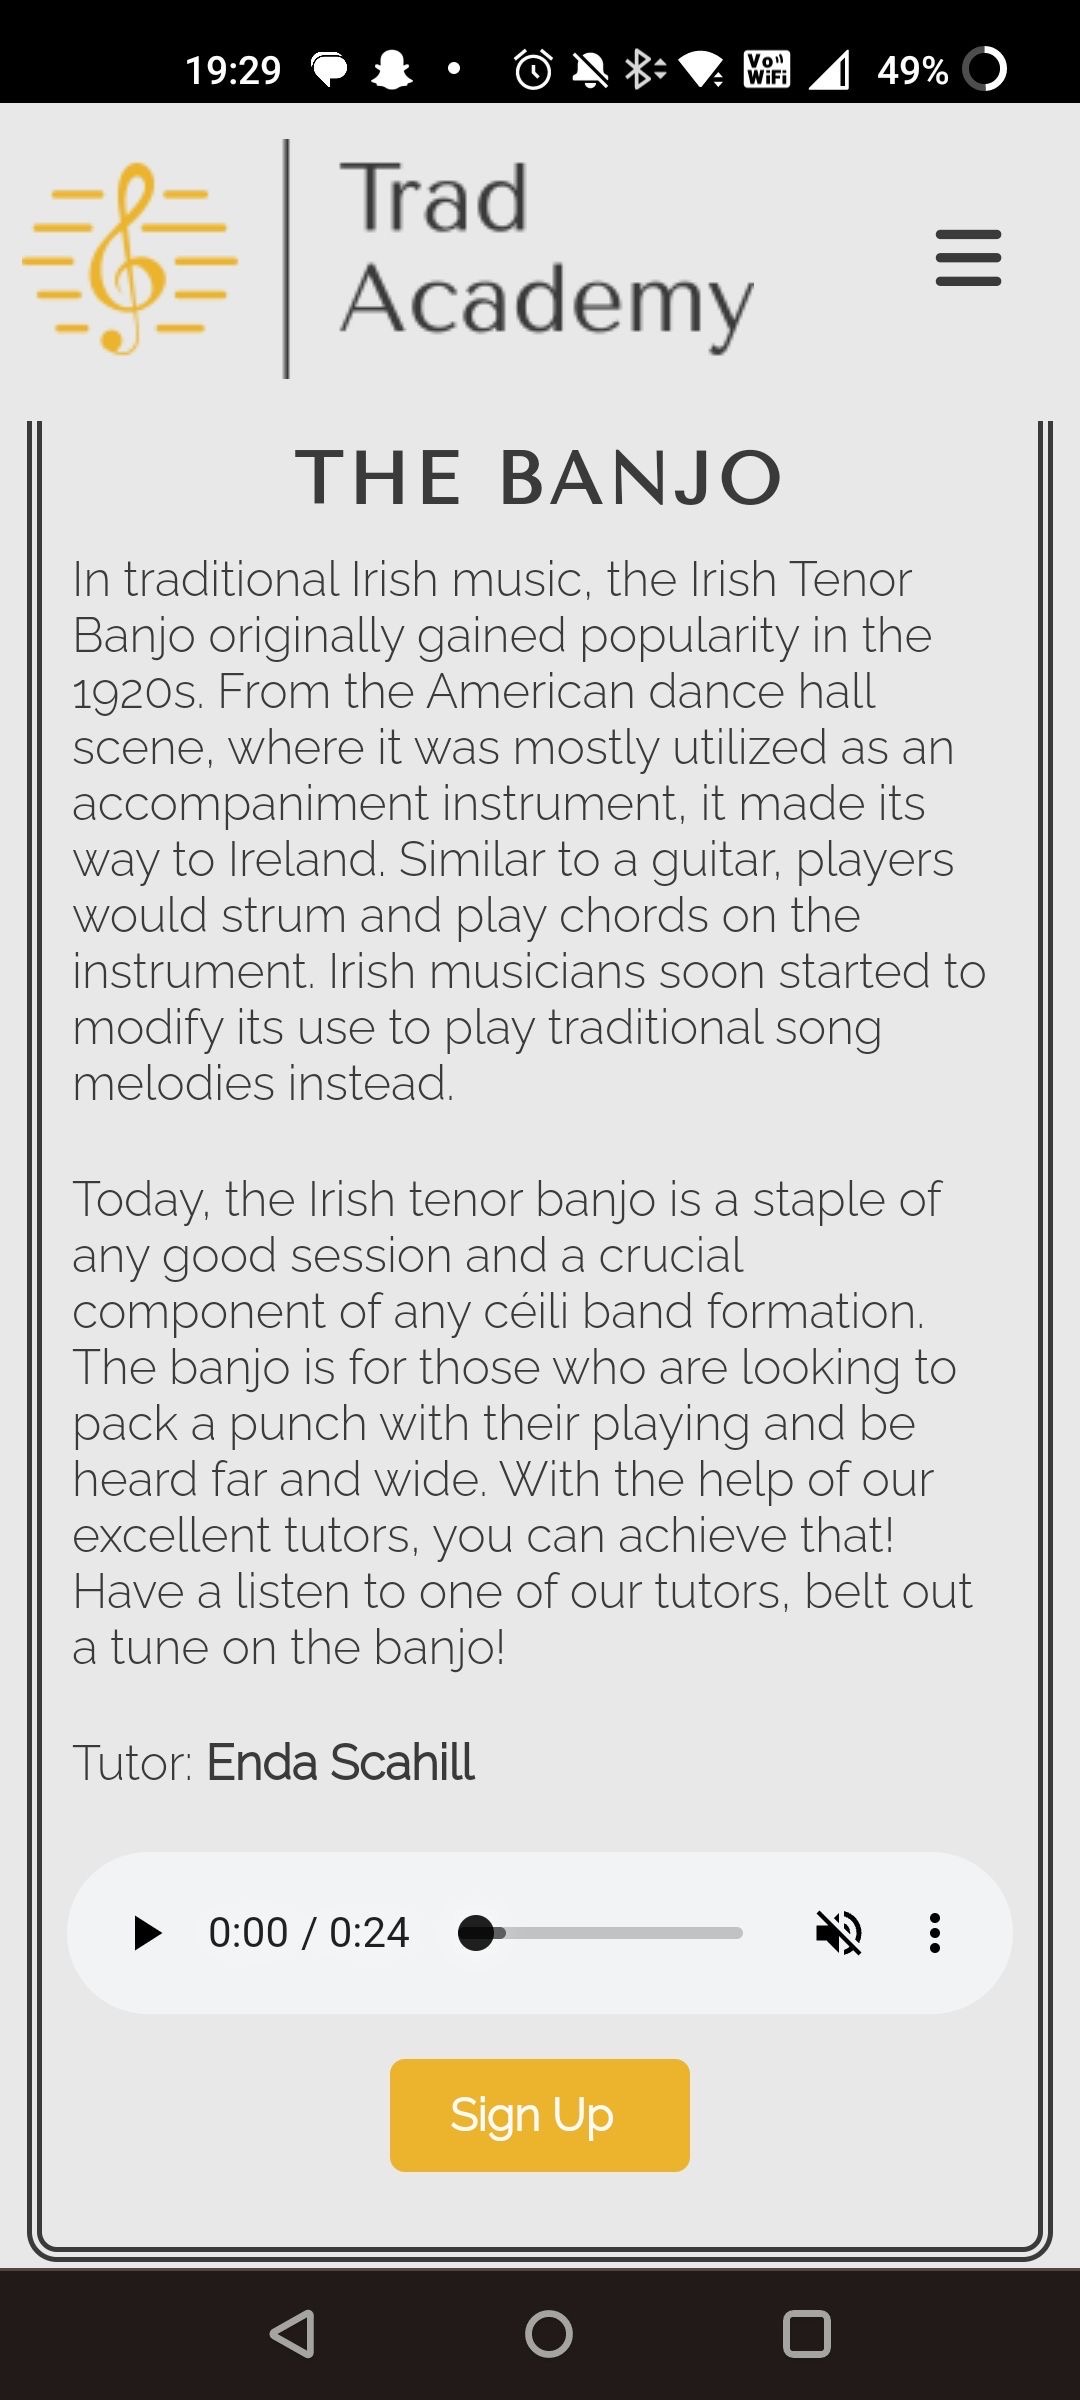 19:29
Vo WiFi
49%
Trad
Academy
THE BANJO
In traditional Irish music, the Irish Tenor
Banjo originally gained popularity in the
1920s. From the American dance hall
scene, where it was mostly utilized as an
accompaniment instrument, it made its
way to Ireland. Similar to a guitar, players
would strum and play chords on the
instrument. Irish musicians soon started to
modify its use to play traditional song
melodies instead.
Today, the Irish tenor banjo is a staple of
any good session and a crucial
component of any céili band formation.
The banjo is for those who are looking to
pack a punch with their playing and be
heard far and wide. With the help of our
excellent tutors, you can achieve that!
Have a listen to one of our tutors, belt out
a tune on the banjo!
Tutor: Enda Scahill
0:00 / 0:24
Sign Up